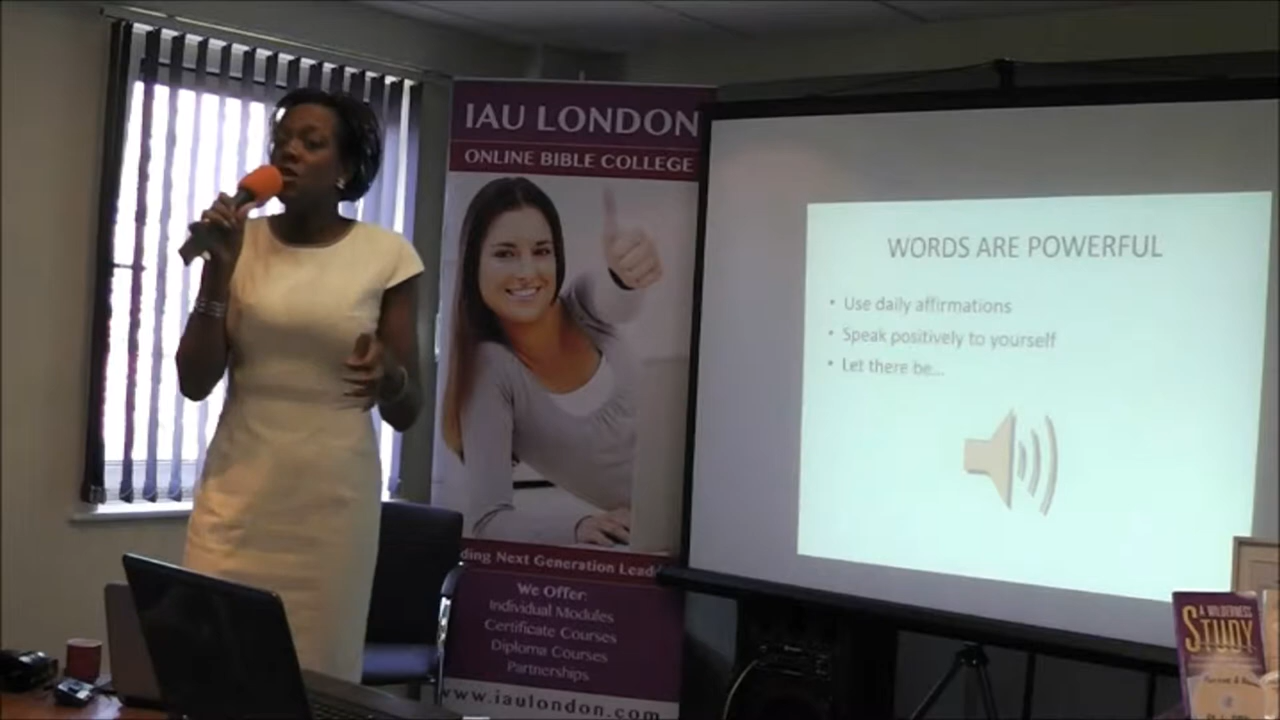 IAU LONDON
ONLINE BIBLE COLLEGE
ding Next Generation Lead
We Offer:
Individual Modules
Certificate Courses
Diploma Courses
Partnerships
www.iaulondon.com
WORDS ARE POWERFUL
• Use daily affirmations
• Speak positively to yourself
• Let there be...
A WILDERNESS
STUDY